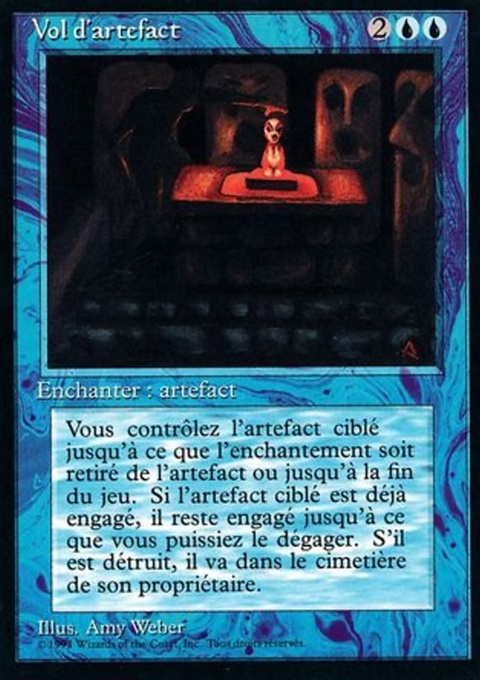 Vol d'artefact
2
Enchanter : artefact
Vous contrôlez l'artefact ciblé
jusqu'à ce que l'enchantement soit
retiré de l'artefact ou jusqu'à la fin
du jeu. Si l'artefact ciblé est déjà
engagé, il reste engagé jusqu'à ce
que vous puissiez le dégager. S'il
est détruit, il va dans le cimetière
de son propriétaire.
Illus. Amy Weber
© 1994 Wizards of the Coast, Inc. Tous droits réservés.